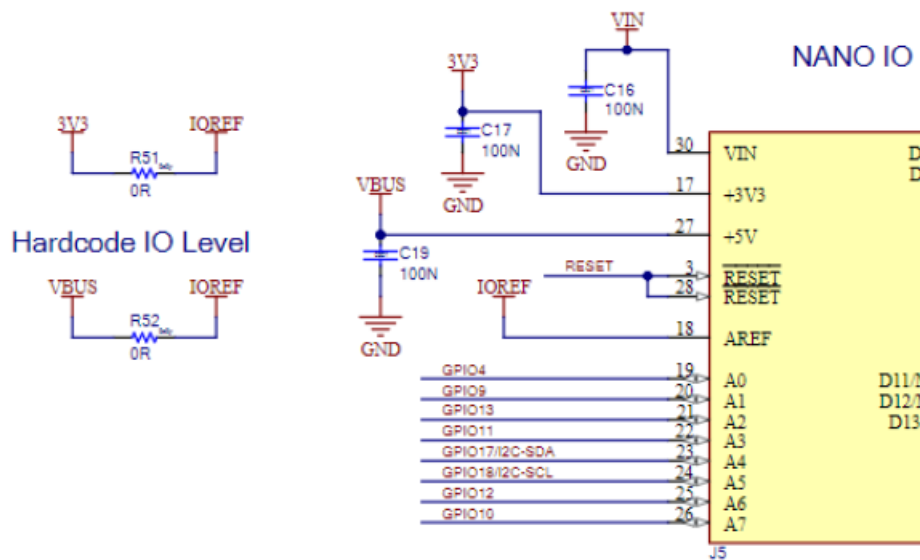 VIN
NANO IO
3V3
C16
100N
3V3
IOREF
C17
100N
R51
0R
GND
30
VIN
D
D
VBUS
GND
17
+3V3
Hardcode IO Level
27
+5V
C19
100N
RESET
3
RESET
VBUS
IOREF
IOREF
28
RESET
R52
0R
GND
18
AREF
GPIO4
19
A0
D11/
GPIO9
20
A1
D12/
GPIO13
21
A2
D13
GPIO11
22
A3
GPIO17/I2C-SDA
23
A4
GPIO18/I2C-SCL
24
A5
GPIO12
25
A6
GPIO10
26
A7
J5